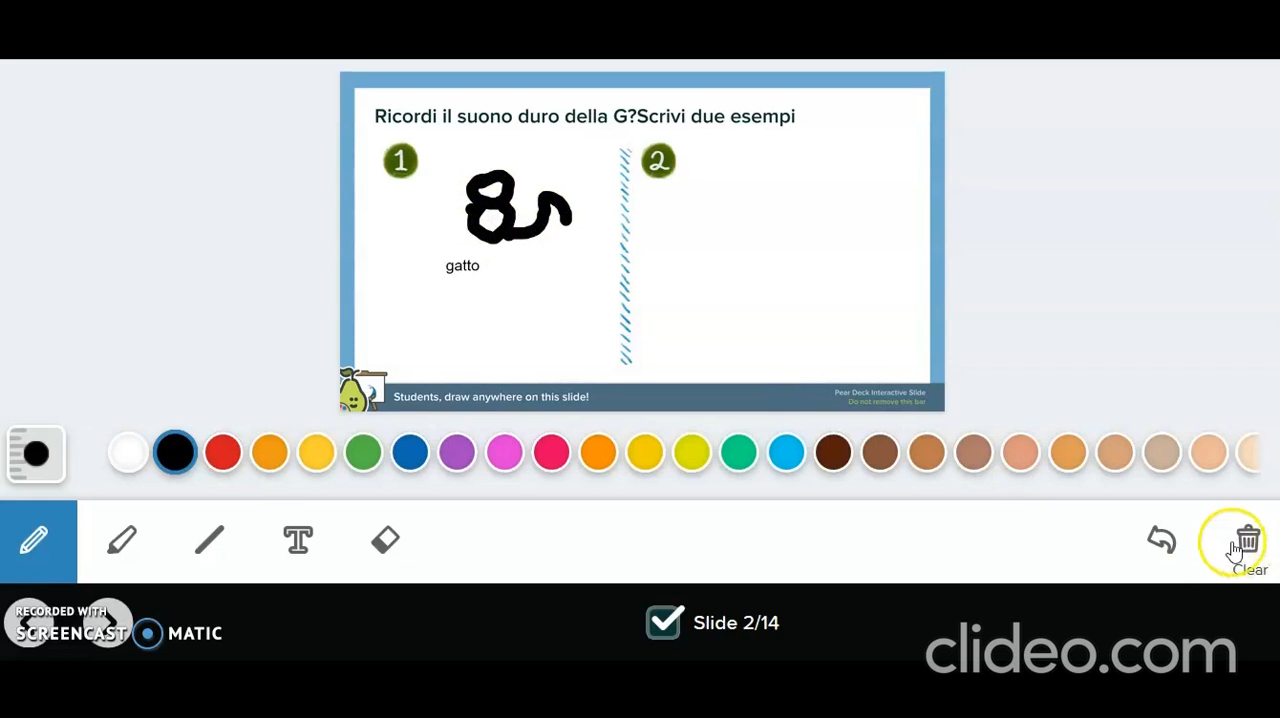 Ricordi il suono duro della G?Scrivi due esempi
1
2
gatto
Students, draw anywhere on this slide!
Pear Deck Interactive Slide
Do not remove this bar
T
Clear
RECORDED WITH
SCREENCAST MATIC
Slide 2/14
clideo.com